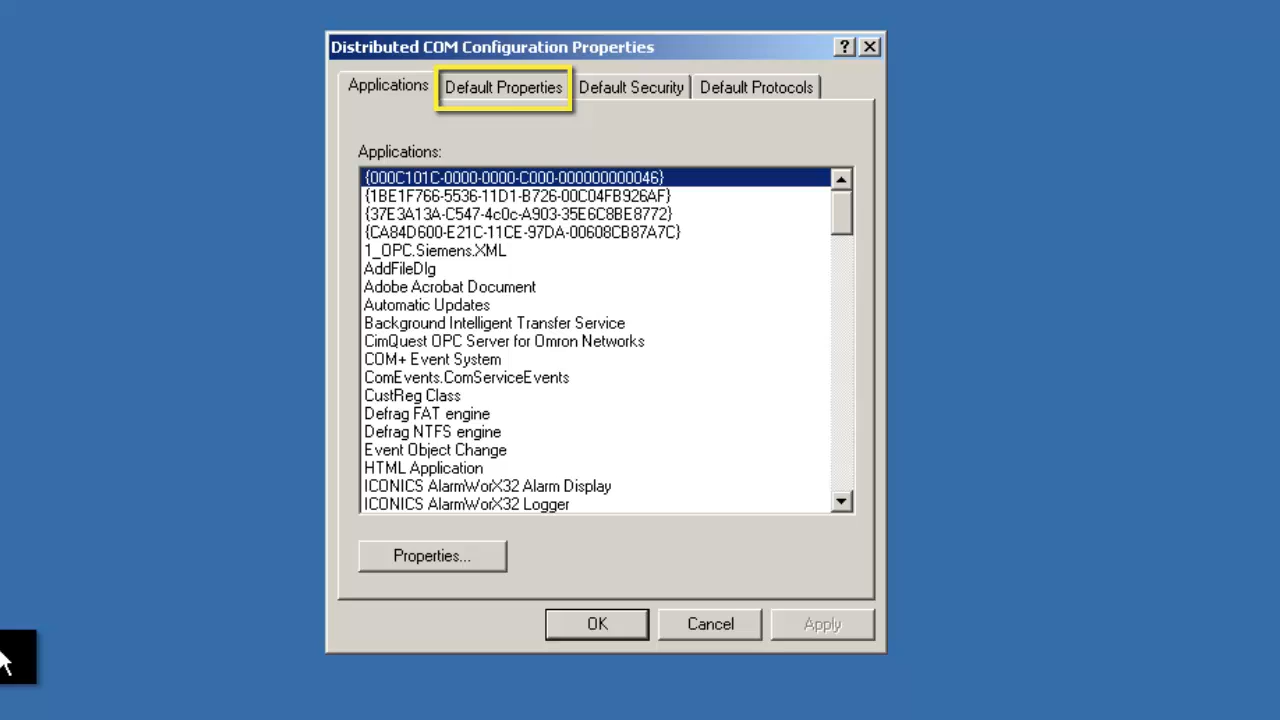 Distributed COM Configuration Properties
Applications
Default Properties
Default Security
Default Protocols
Applications:
{000C101C-0000-0000-C000-000000000046}
{1BE1F766-5536-11D1-B726-00C04FB926AF}
{37E3A13A-C547-4c0c-A903-35E6C8BE8772}
{CA84D600-E21C-11CE-97DA-00608CB87A7C}
1_OPC.Siemens.XML
AddFileDlg
Adobe Acrobat Document
Automatic Updates
Background Intelligent Transfer Service
CimQuest OPC Server for Omron Networks
COM+ Event System
ComEvents.ComServiceEvents
CustReg Class
Defrag FAT engine
Defrag NTFS engine
Event Object Change
HTML Application
ICONICS AlarmWorX32 Alarm Display
ICONICS AlarmWorX32 Logger
Properties...
OK
Cancel
Apply